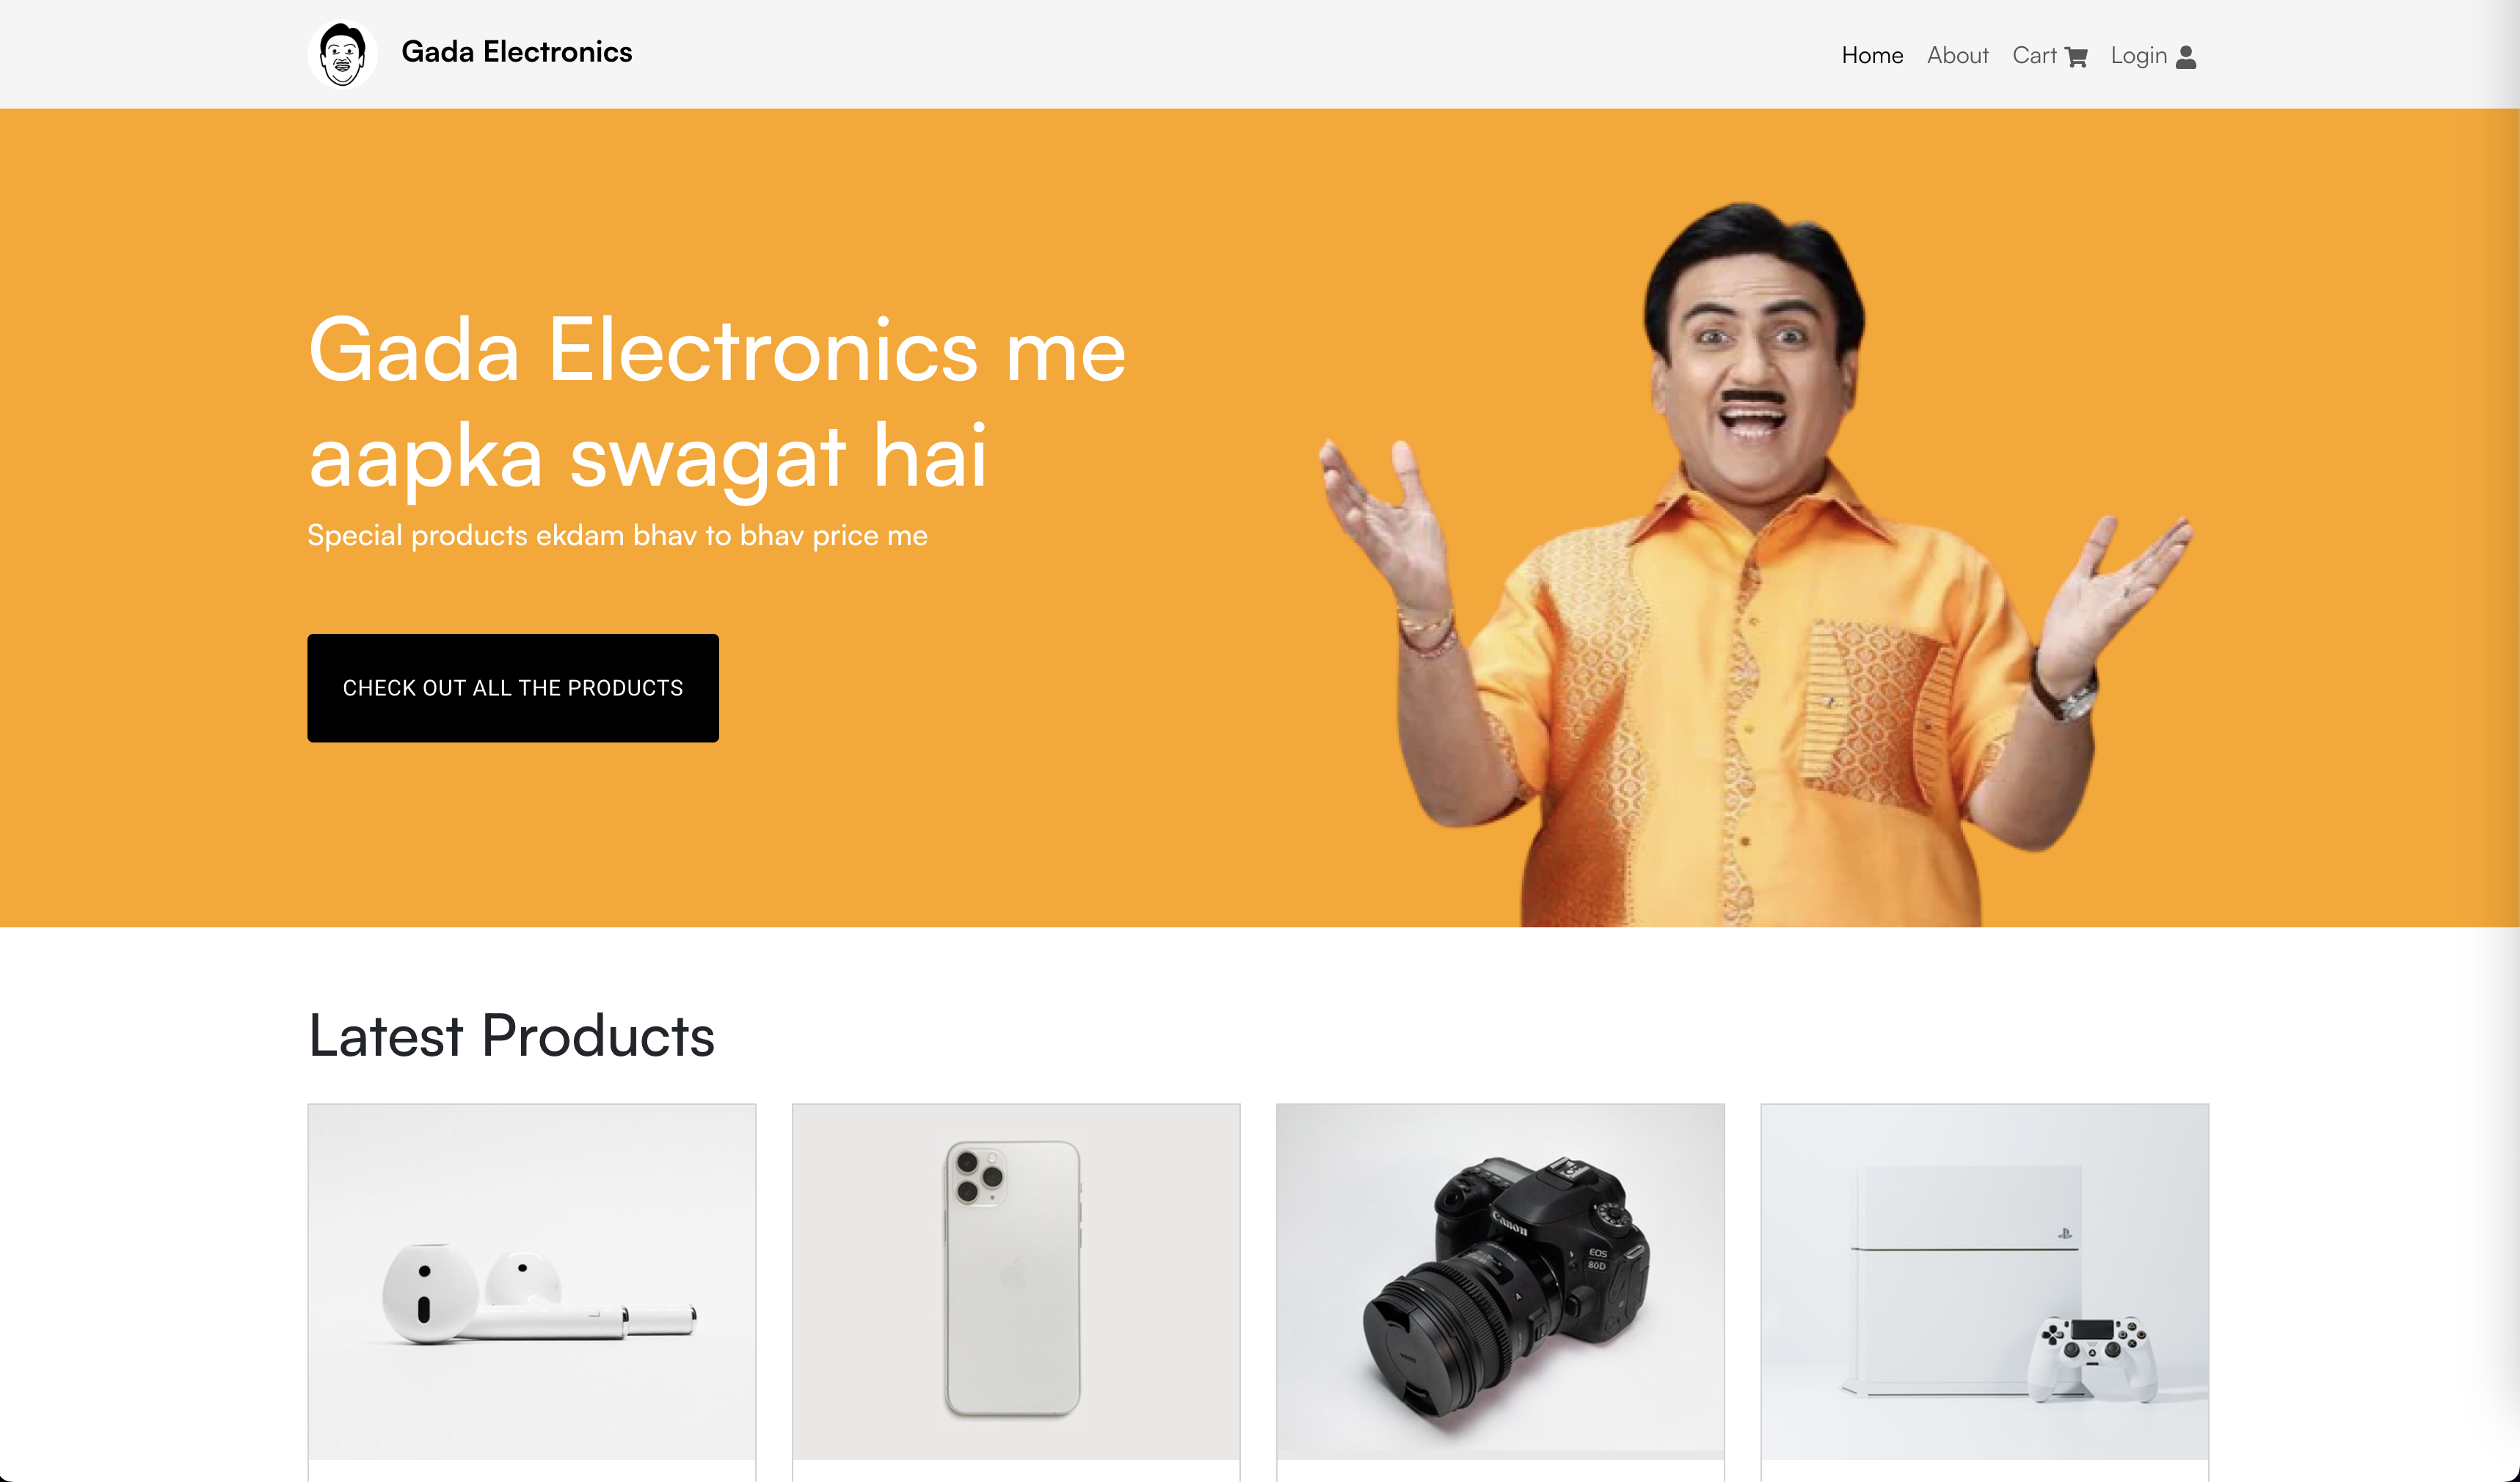 Gada Electronics
Home About Cart Login
Gada Electronics me
aapka swagat hai
Special products ekdam bhav to bhav price me
CHECK OUT ALL THE PRODUCTS
Latest Products
L
Canon
EOS
80D
A